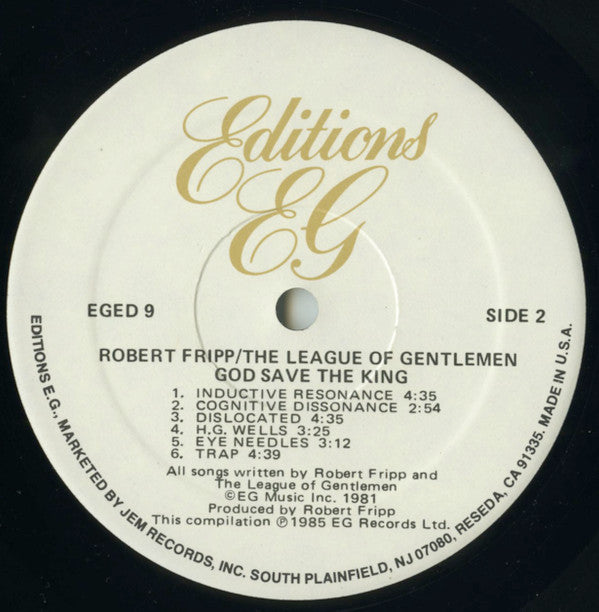 Editions
EG
EGED 9
SIDE 2
ROBERT FRIPP/THE LEAGUE OF GENTLEMEN
GOD SAVE THE KING
1. INDUCTIVE RESONANCE 4:35
2. COGNITIVE DISSONANCE 2:54
3. DISLOCATED 4:35
4. H.G. WELLS 3:25
5. EYE NEEDLES 3:12
6. TRAP 4:39
All songs written by Robert Fripp and
The League of Gentlemen
©EG Music Inc. 1981
Produced by Robert Fripp
This compilation ℗1985 EG Records Ltd.
EDITIONS E.G., MARKETED BY JEM RECORDS, INC. SOUTH PLAINFIELD, NJ 07080, RESEDA, CA 91335. MADE IN U.S.A.